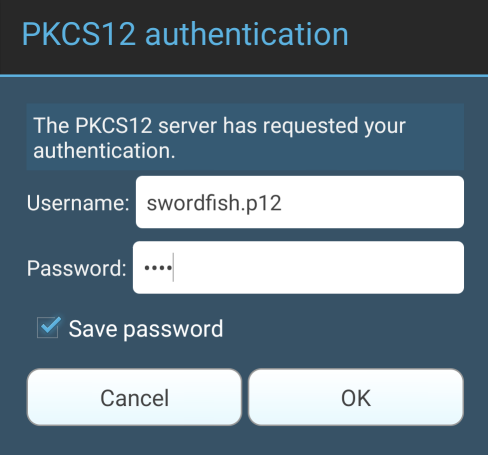 PKCS12 authentication
The PKCS12 server has requested your
authentication.
Username: swordfish.p12
Password: ••••
Save password
Cancel OK